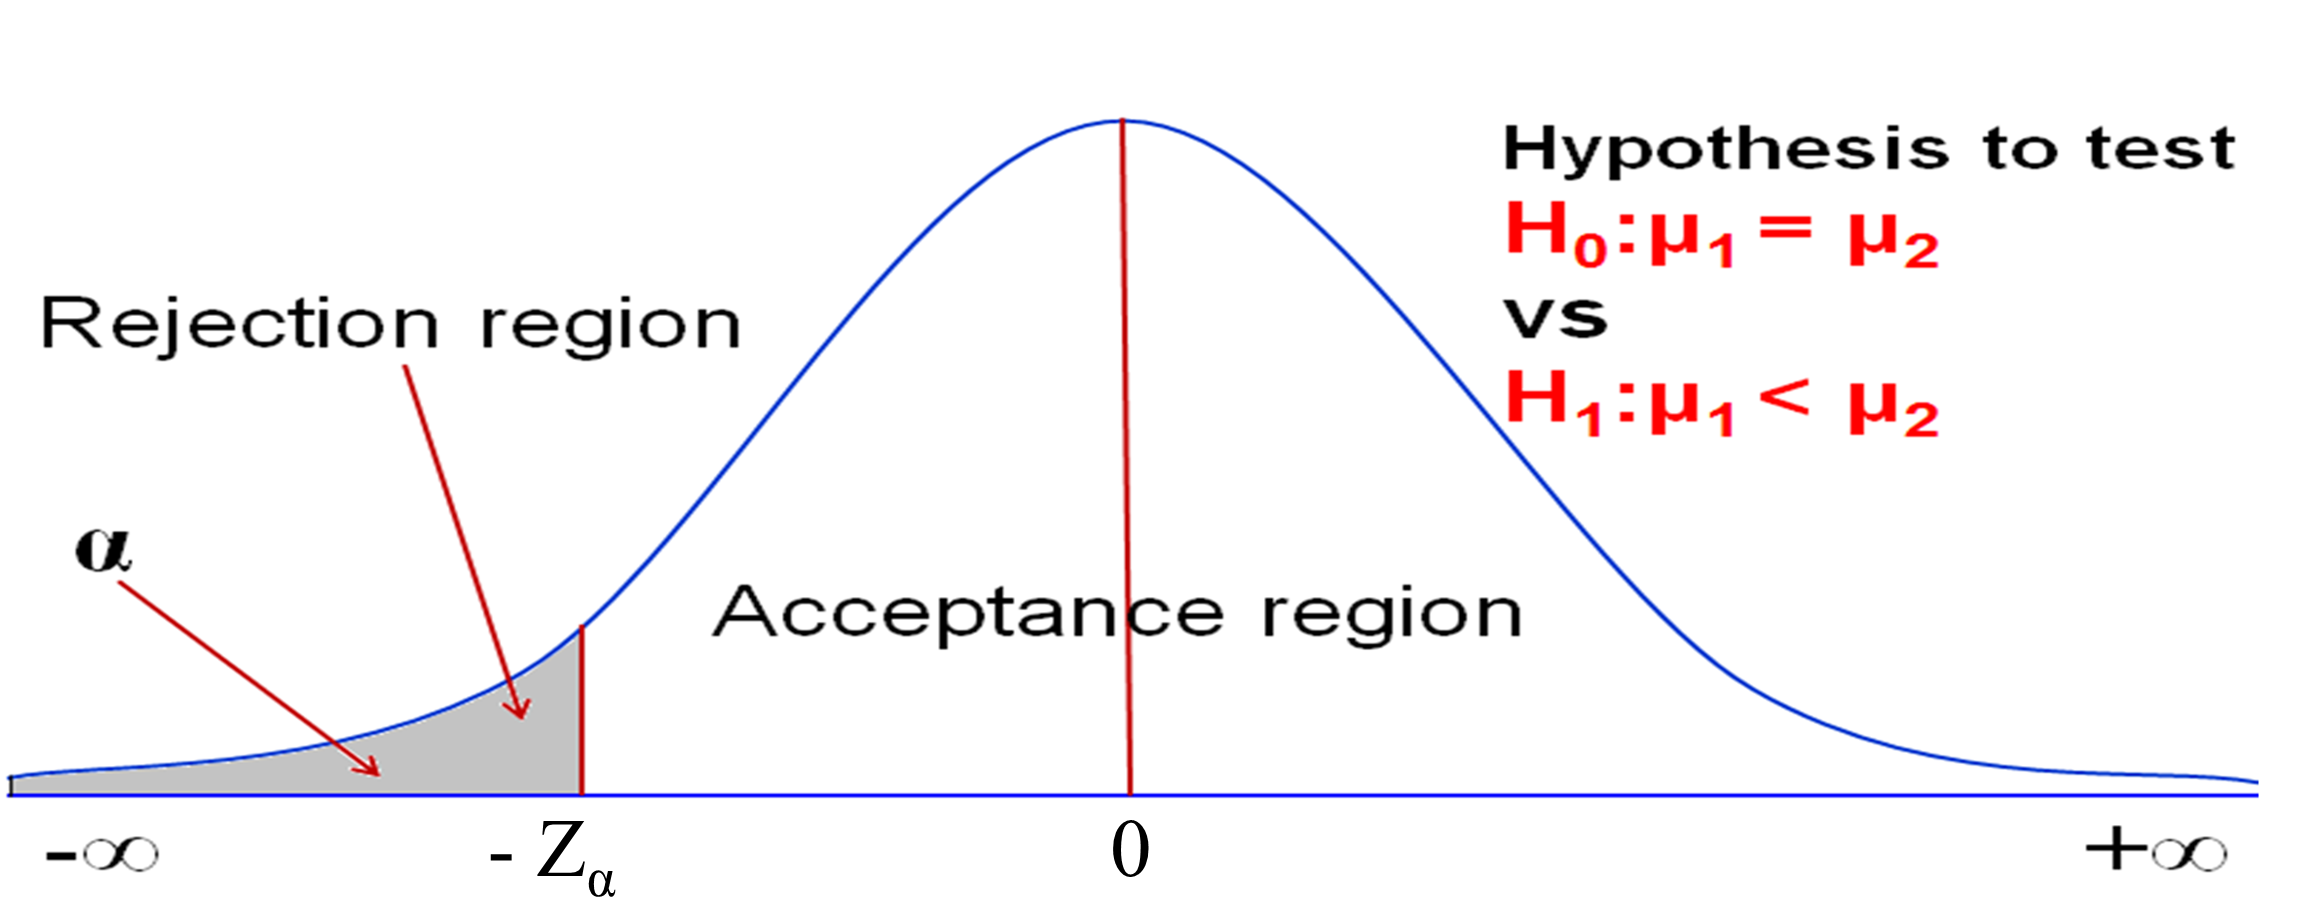 Hypothesis to test
H₀:μ₁ = μ₂
vs
H₁:μ₁ < μ₂
Rejection region
α
Acceptance region
-∞
- Zα
0
+∞